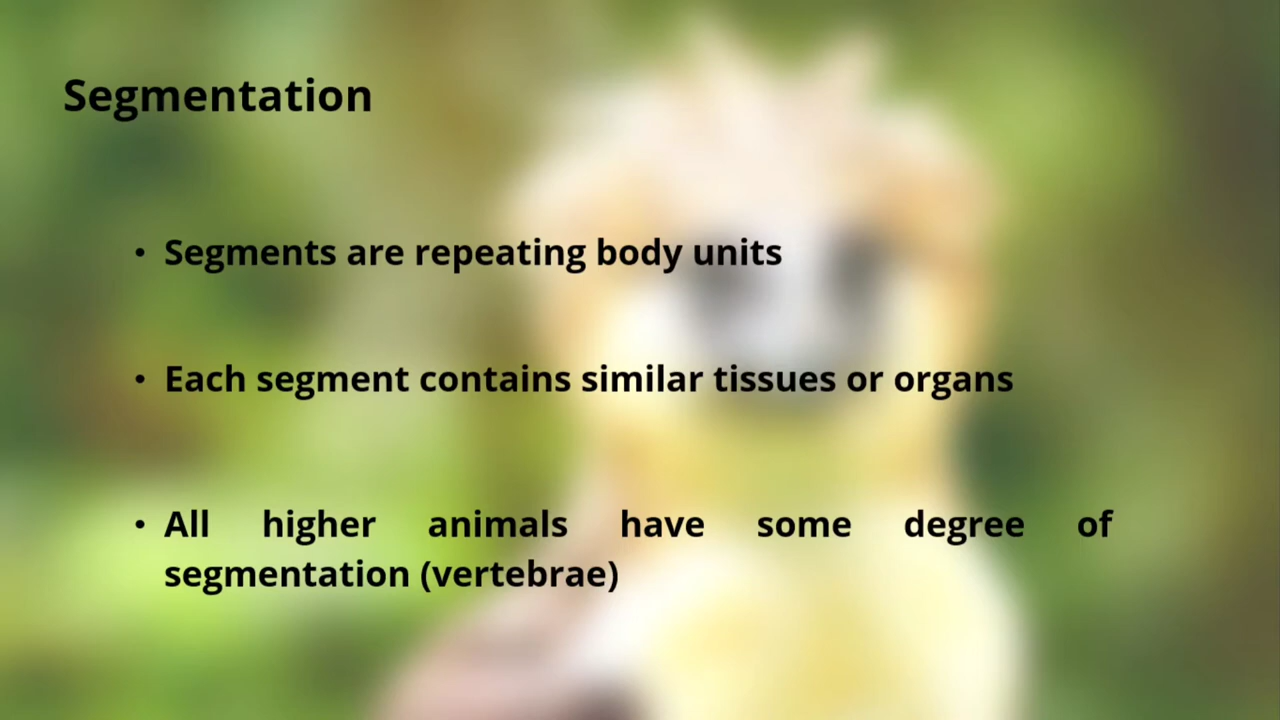 Segmentation
• Segments are repeating body units
• Each segment contains similar tissues or organs
• All higher animals have some degree of
segmentation (vertebrae)